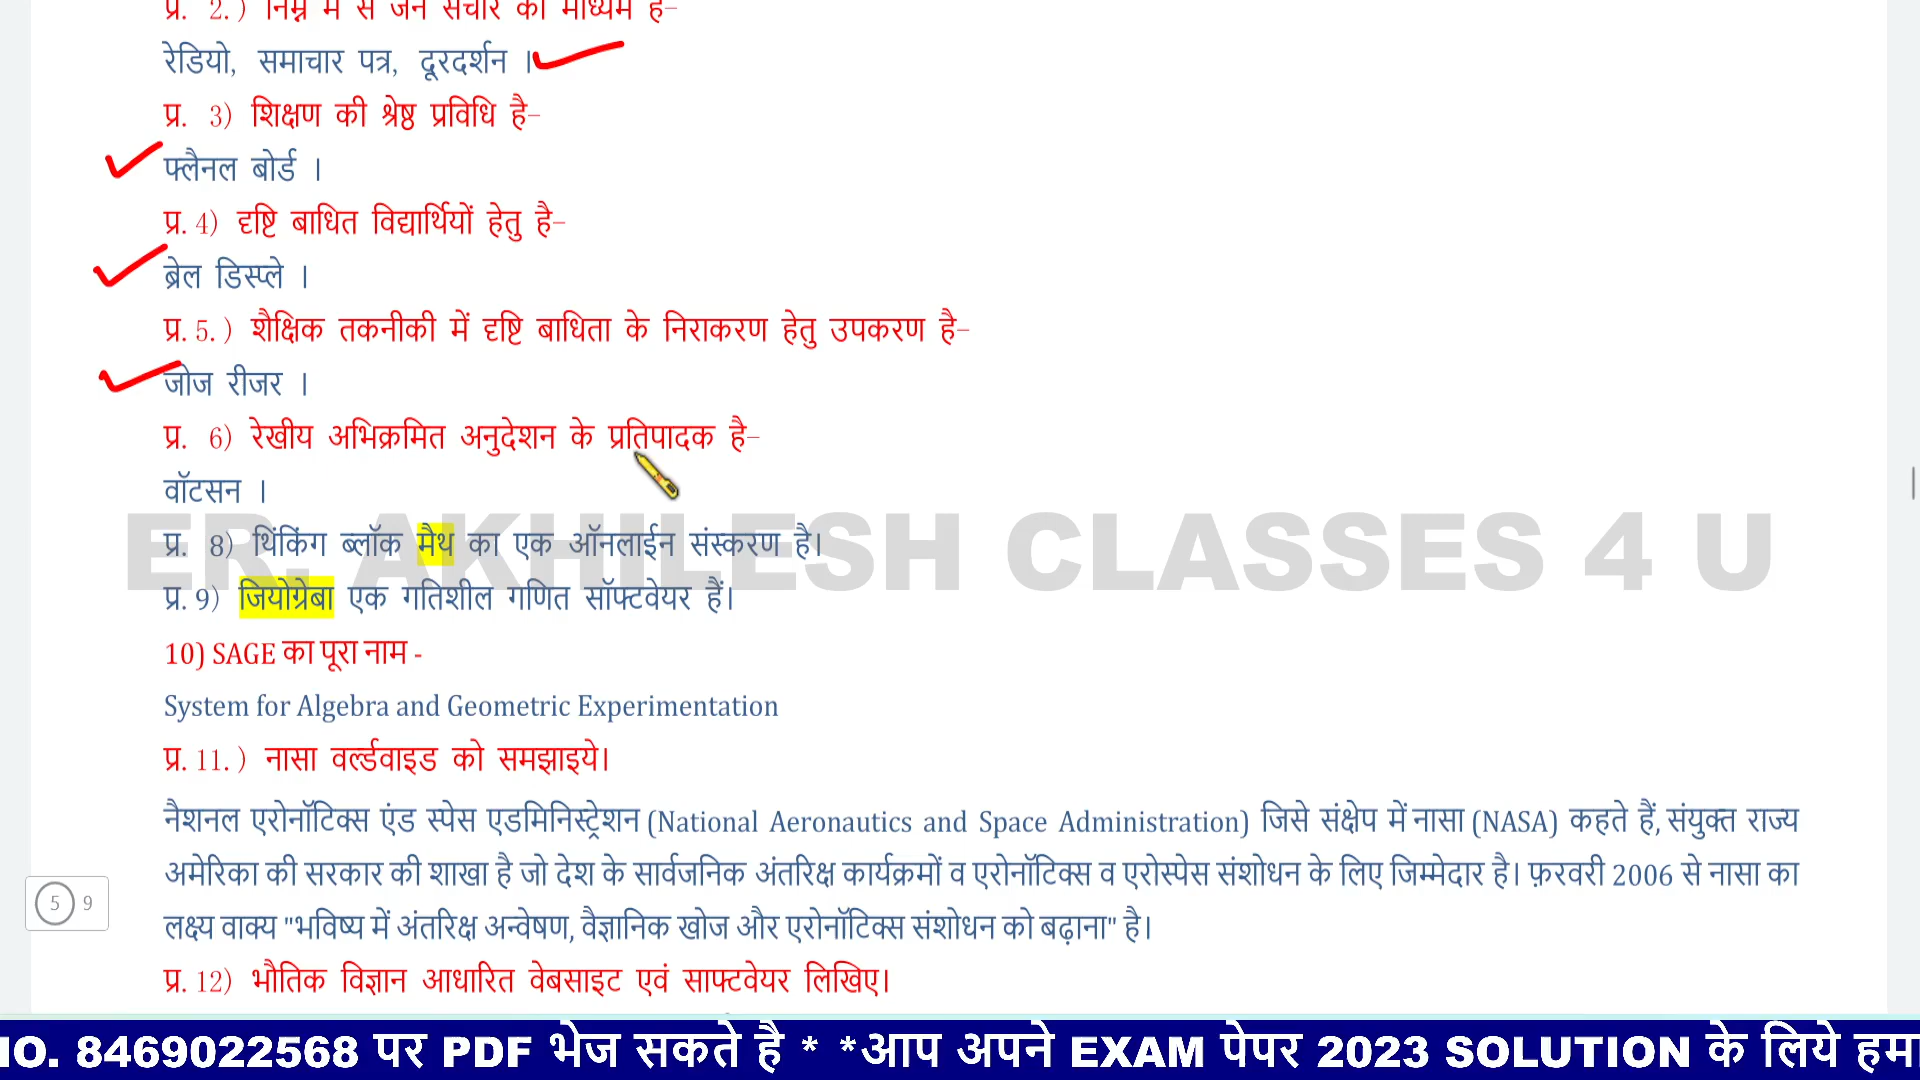 प्र. 2.) निम्न में से जन संचार का माध्यम है-
रेडियो, समाचार पत्र, दूरदर्शन ।
प्र. 3) शिक्षण की श्रेष्ठ प्रविधि है-
फ्लैनल बोर्ड ।
प्र. 4) दृष्टि बाधित विद्यार्थियों हेतु है-
ब्रेल डिस्प्ले ।
प्र. 5.) शैक्षिक तकनीकी में दृष्टि बाधिता के निराकरण हेतु उपकरण है-
जोज रीजर ।
प्र. 6) रेखीय अभिक्रमित अनुदेशन के प्रतिपादक है-
वॉटसन ।
ER. AKHILESH CLASSES 4 U
प्र. 8) थिंकिंग ब्लॉक मैथ का एक ऑनलाईन संस्करण है।
प्र. 9) जियोग्रेबा एक गतिशील गणित सॉफ्टवेयर हैं।
10) SAGE का पूरा नाम -
System for Algebra and Geometric Experimentation
प्र. 11.) नासा वर्ल्डवाइड को समझाइये।
नैशनल एरोनॉटिक्स एंड स्पेस एडमिनिस्ट्रेशन (National Aeronautics and Space Administration) जिसे संक्षेप में नासा (NASA) कहते हैं, संयुक्त राज्य
अमेरिका की सरकार की शाखा है जो देश के सार्वजनिक अंतरिक्ष कार्यक्रमों व एरोनॉटिक्स व एरोस्पेस संशोधन के लिए जिम्मेदार है। फ़रवरी 2006 से नासा का
लक्ष्य वाक्य "भविष्य में अंतरिक्ष अन्वेषण, वैज्ञानिक खोज और एरोनॉटिक्स संशोधन को बढ़ाना" है।
5 9
प्र. 12) भौतिक विज्ञान आधारित वेबसाइट एवं साफ्टवेयर लिखिए।
NO. 8469022568 पर PDF भेज सकते है * *आप अपने EXAM पेपर 2023 SOLUTION के लिये हमा